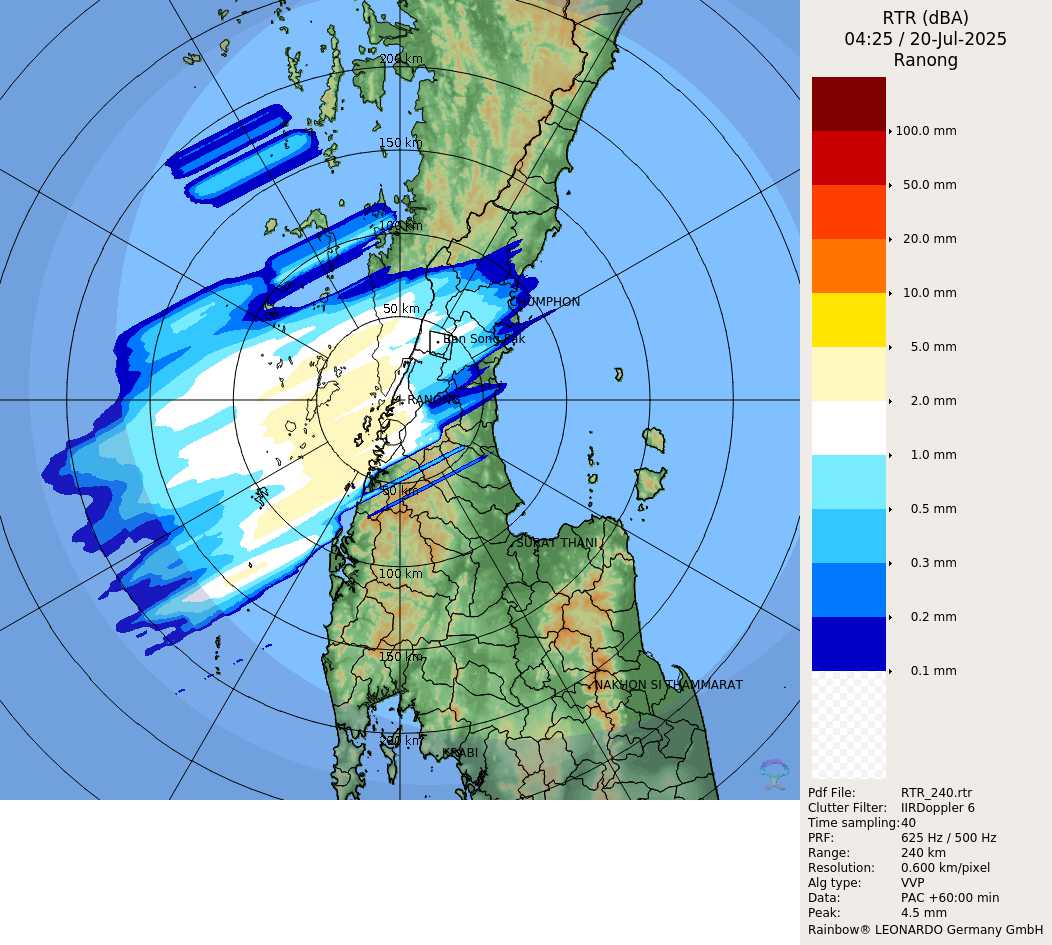 200 km
150 km
100 km
50 km
CHUMPHON
Ban Song Pak
RANONG
50 km
SURAT THANI
100 km
150 km
NAKHON SI THAMMARAT
200 km
KRABI
RTR (dBA)
04:25 / 20-Jul-2025
Ranong
100.0 mm
50.0 mm
20.0 mm
10.0 mm
5.0 mm
2.0 mm
1.0 mm
0.5 mm
0.3 mm
0.2 mm
0.1 mm
Pdf File: RTR_240.rtr
Clutter Filter: IIRDoppler 6
Time sampling:40
PRF: 625 Hz / 500 Hz
Range: 240 km
Resolution: 0.600 km/pixel
Alg type: VVP
Data: PAC +60:00 min
Peak: 4.5 mm
Rainbow® LEONARDO Germany GmbH